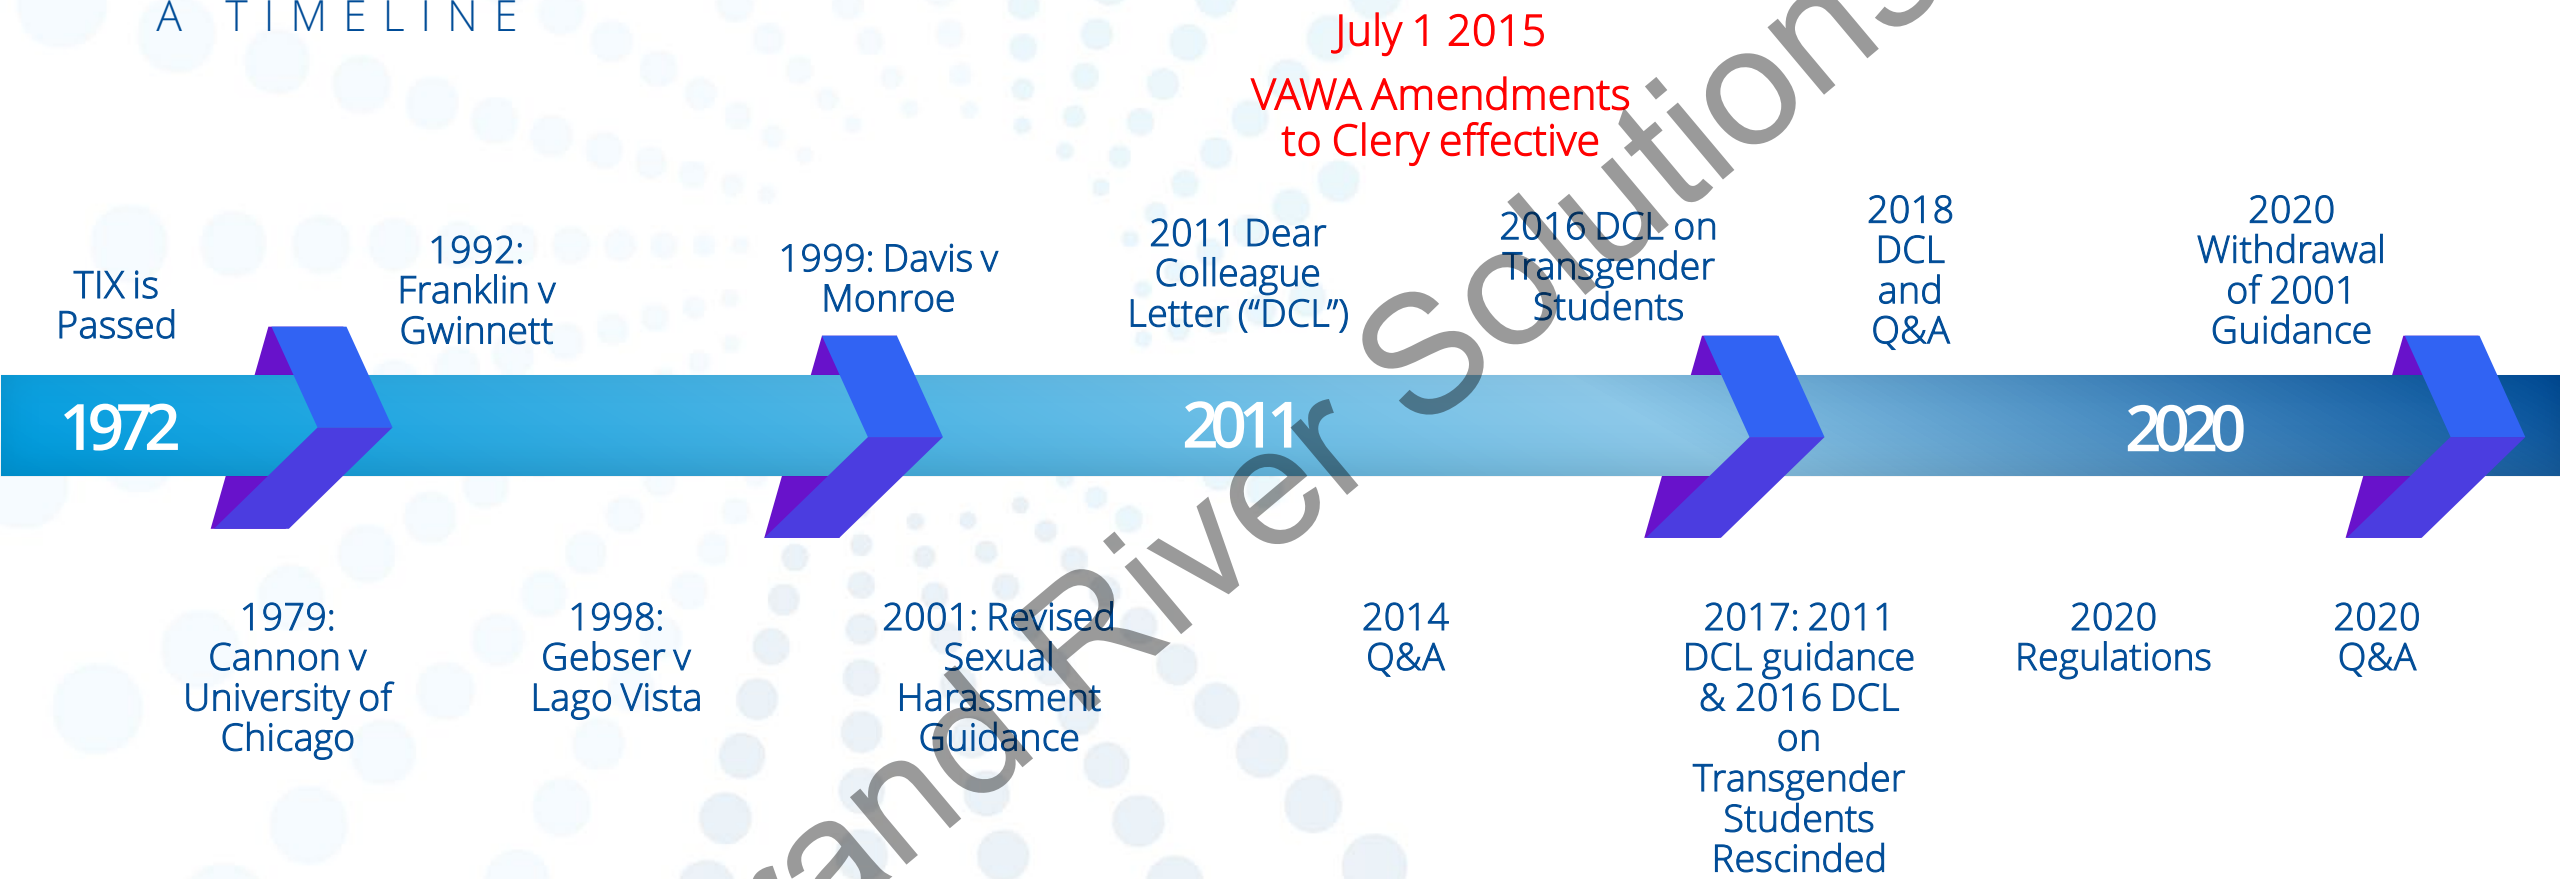 A TIMELINE
July 1 2015
VAWA Amendments
to Clery effective
TIX is
Passed
1992:
Franklin v
Gwinnett
1999: Davis v
Monroe
2011 Dear
Colleague
Letter (“DCL”)
2016 DCL on
Transgender
Students
2018
DCL
and
Q&A
2020
Withdrawal
of 2001
Guidance
1972
2011
2020
1979:
Cannon v
University of
Chicago
1998:
Gebser v
Lago Vista
2001: Revised
Sexual
Harassment
Guidance
2014
Q&A
2017: 2011
DCL guidance
& 2016 DCL
on
Transgender
Students
Rescinded
2020
Regulations
2020
Q&A
rand River Solutions